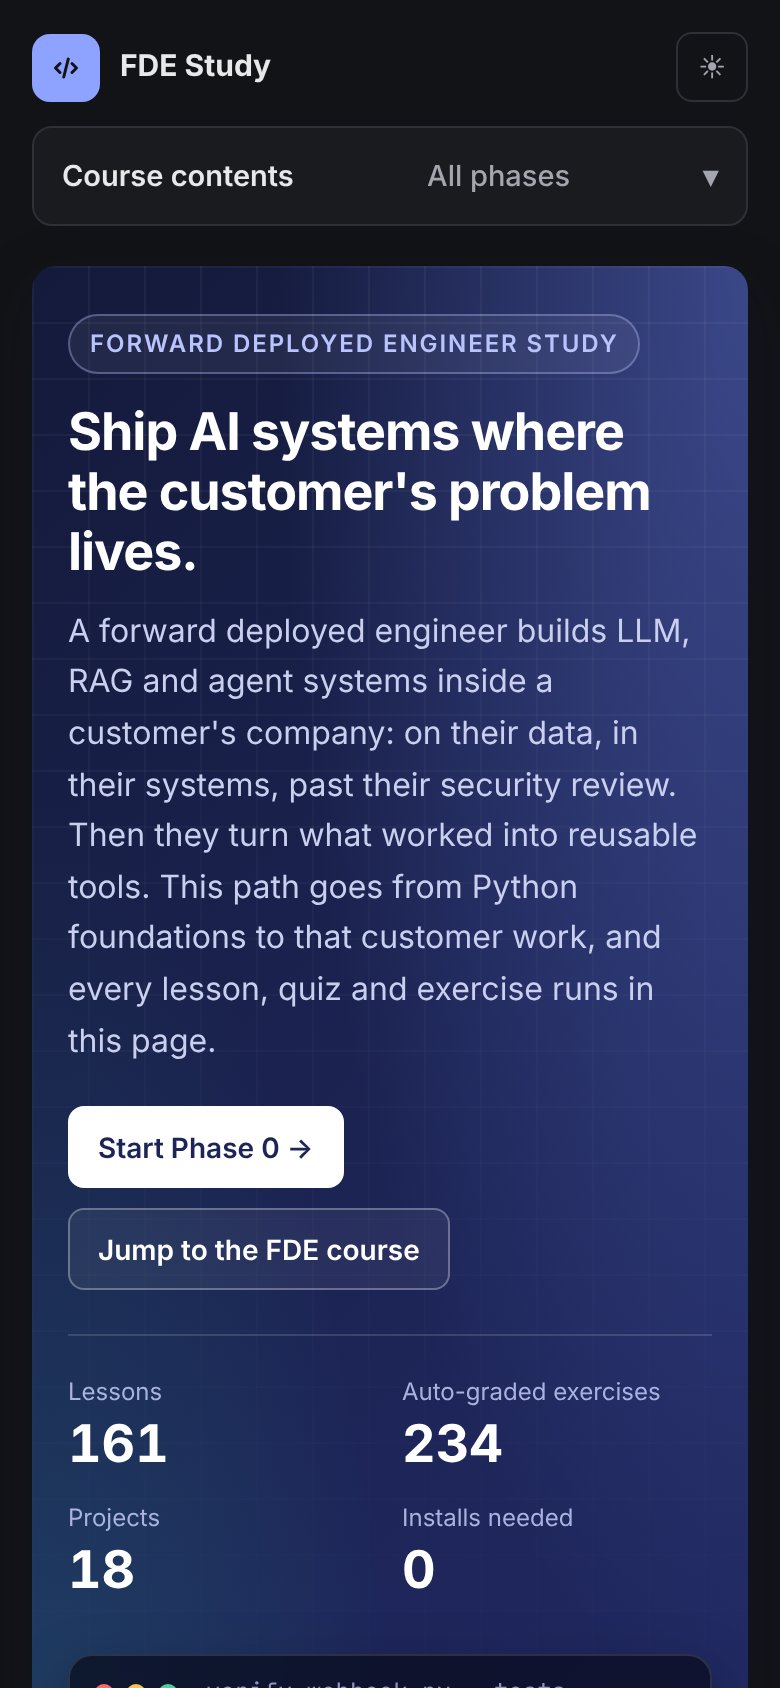 FDE Study
Course contents All phases ▼
FORWARD DEPLOYED ENGINEER STUDY
Ship AI systems where
the customer's problem
lives.
A forward deployed engineer builds LLM,
RAG and agent systems inside a
customer's company: on their data, in
their systems, past their security review.
Then they turn what worked into reusable
tools. This path goes from Python
foundations to that customer work, and
every lesson, quiz and exercise runs in
this page.
Start Phase 0 →
Jump to the FDE course
Lessons
161
Auto-graded exercises
234
Projects
18
Installs needed
0